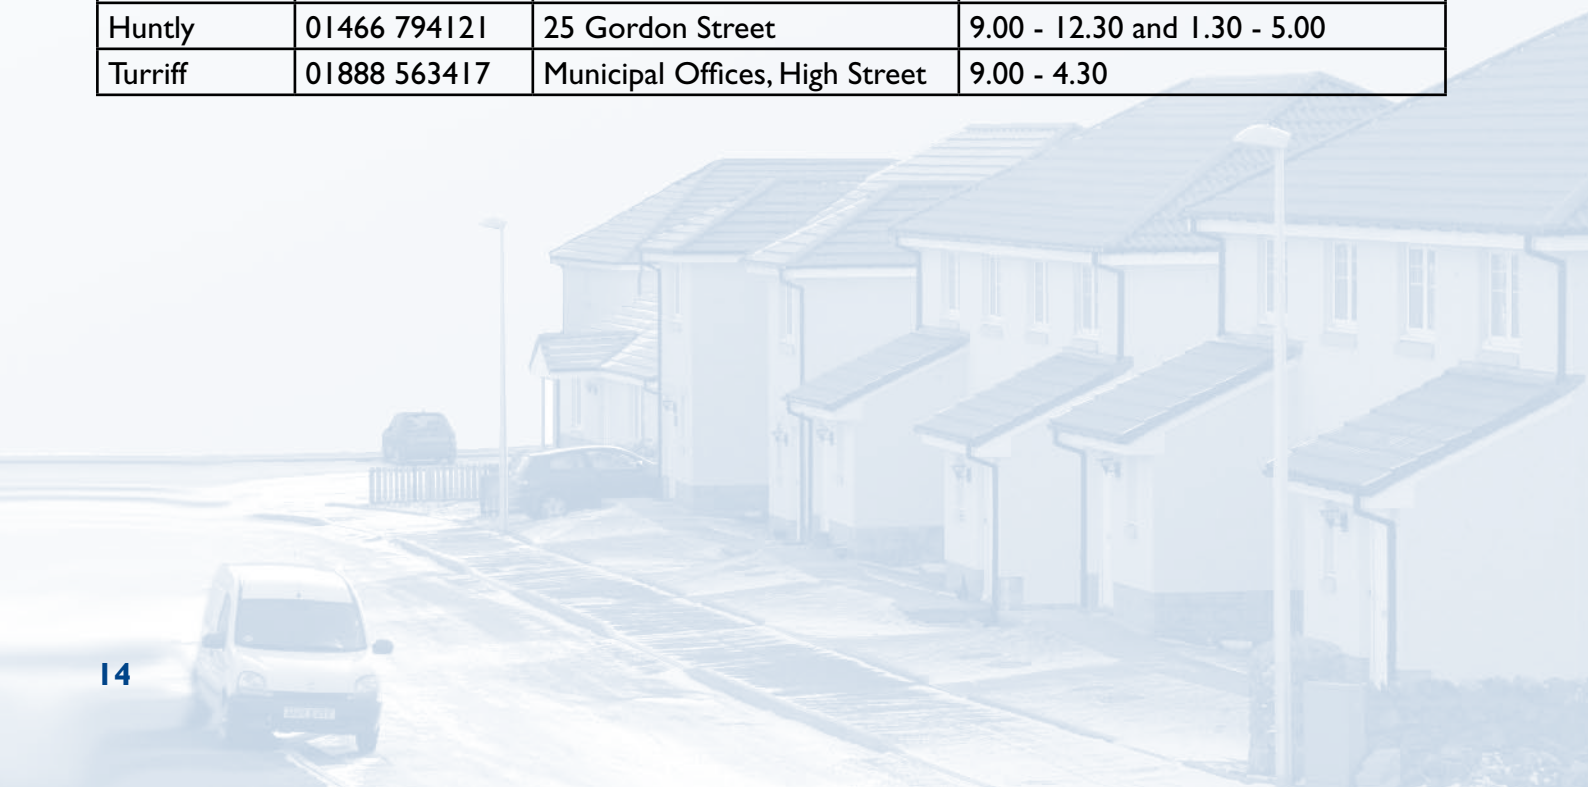 Huntly 01466 794121 25 Gordon Street 9.00 - 12.30 and 1.30 - 5.00
Turriff 01888 563417 Municipal Offices, High Street 9.00 - 4.30
14